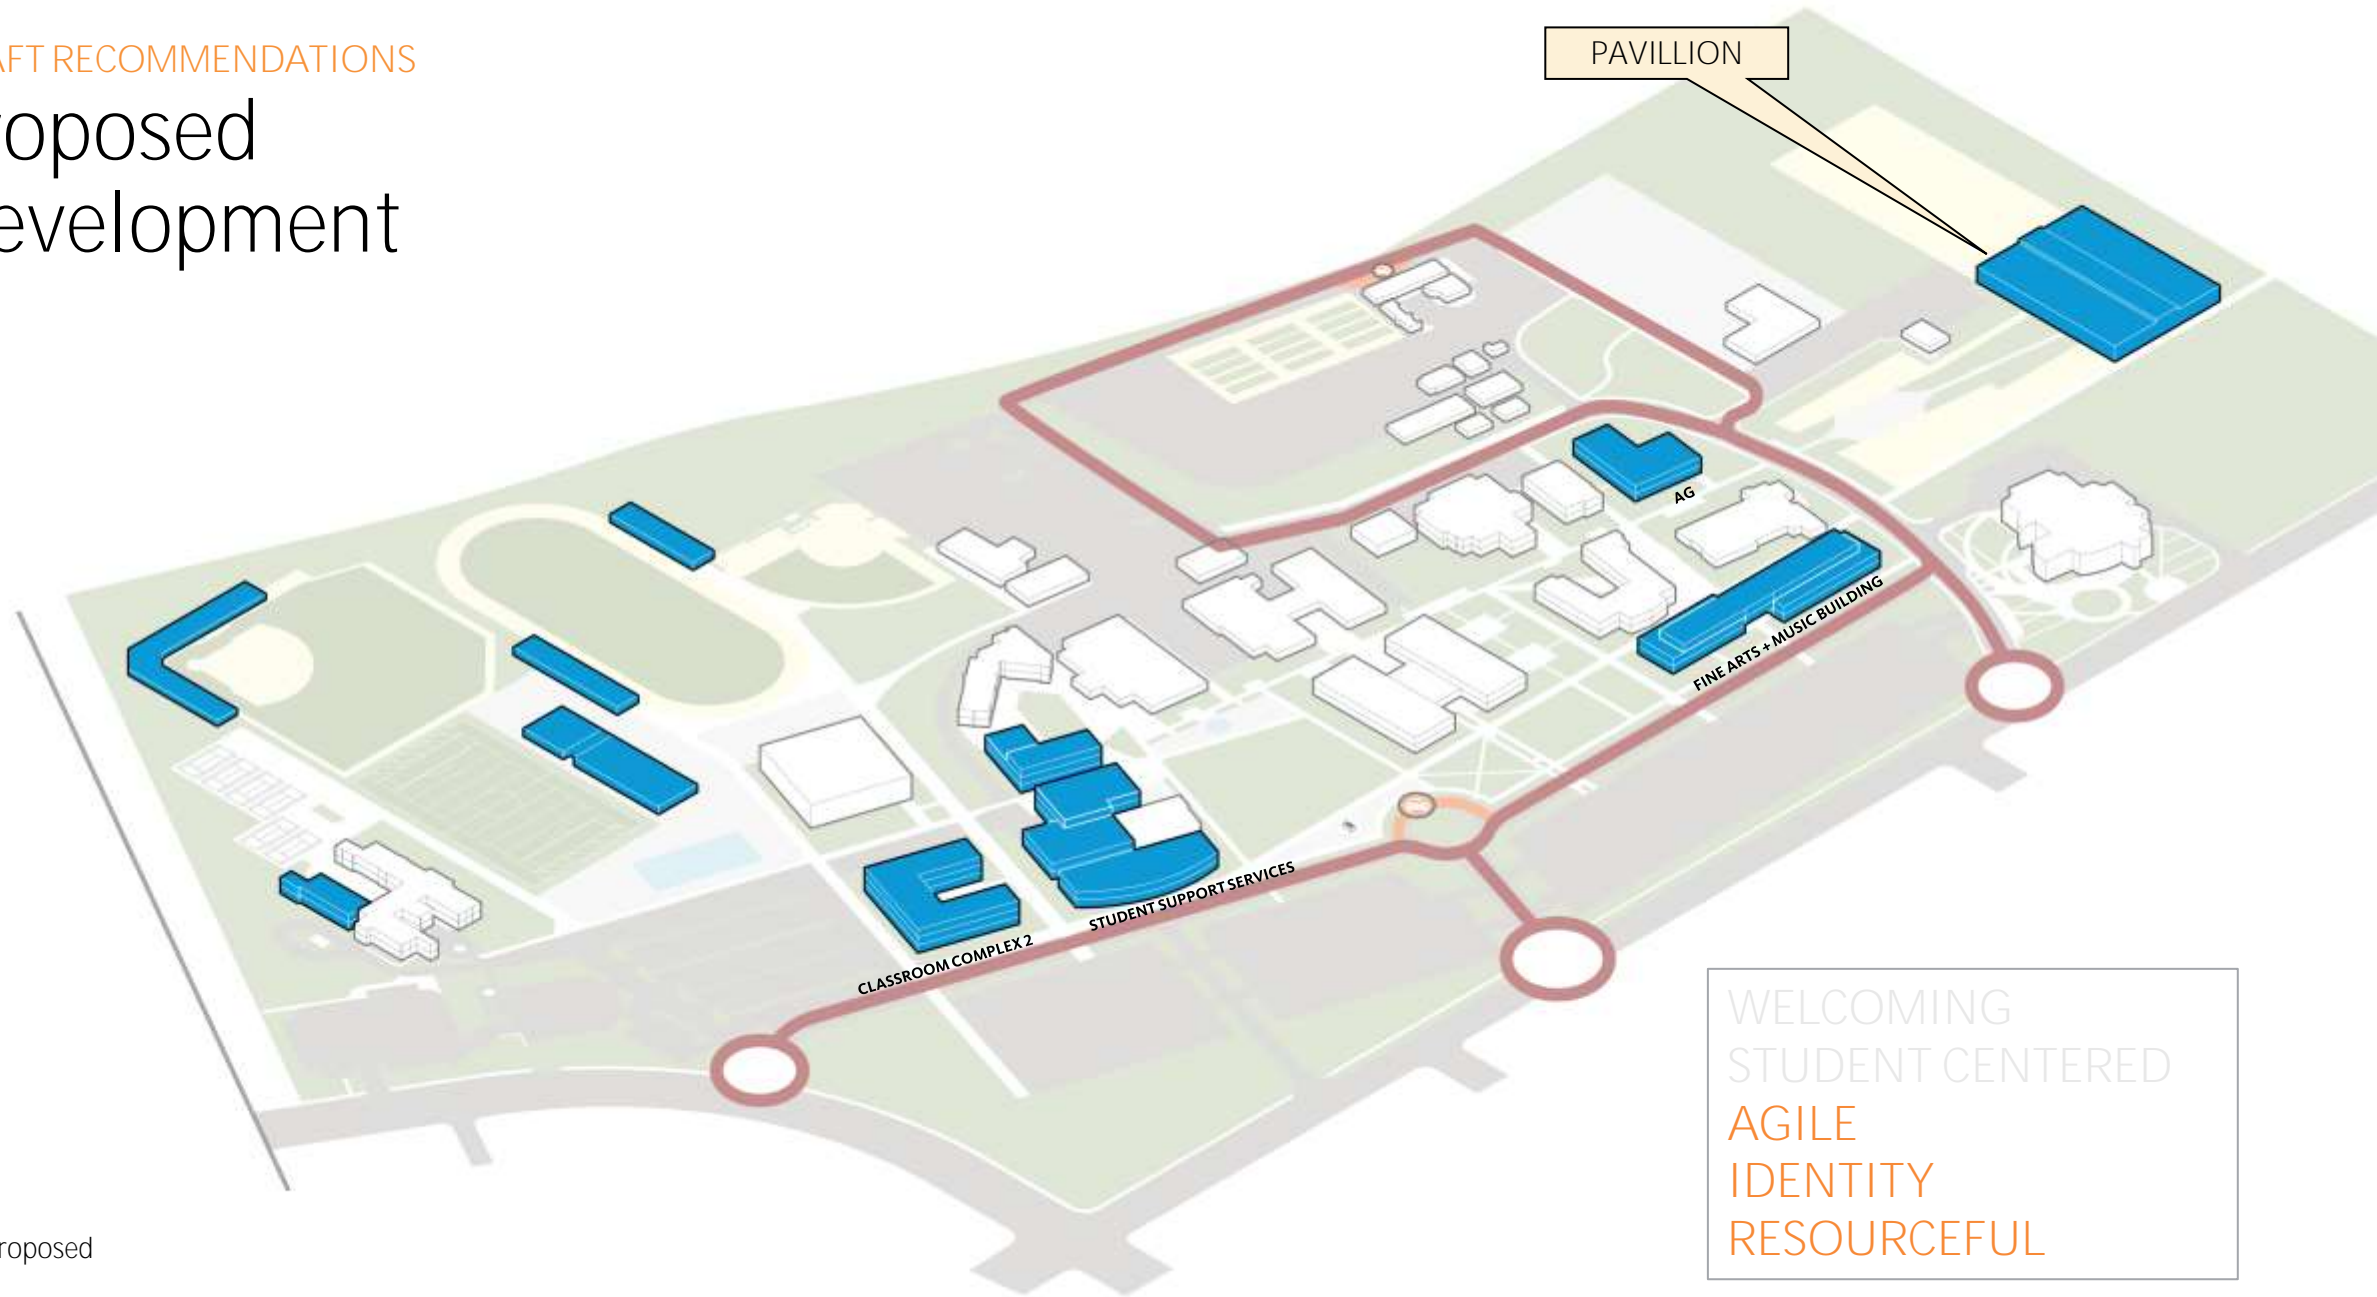 AFT RECOMMENDATIONS
roposed
evelopment
PAVILLION
AG
FINE ARTS + MUSIC BUILDING
STUDENT SUPPORT SERVICES
CLASSROOM COMPLEX 2
WELCOMING
STUDENT CENTERED
AGILE
IDENTITY
RESOURCEFUL
roposed